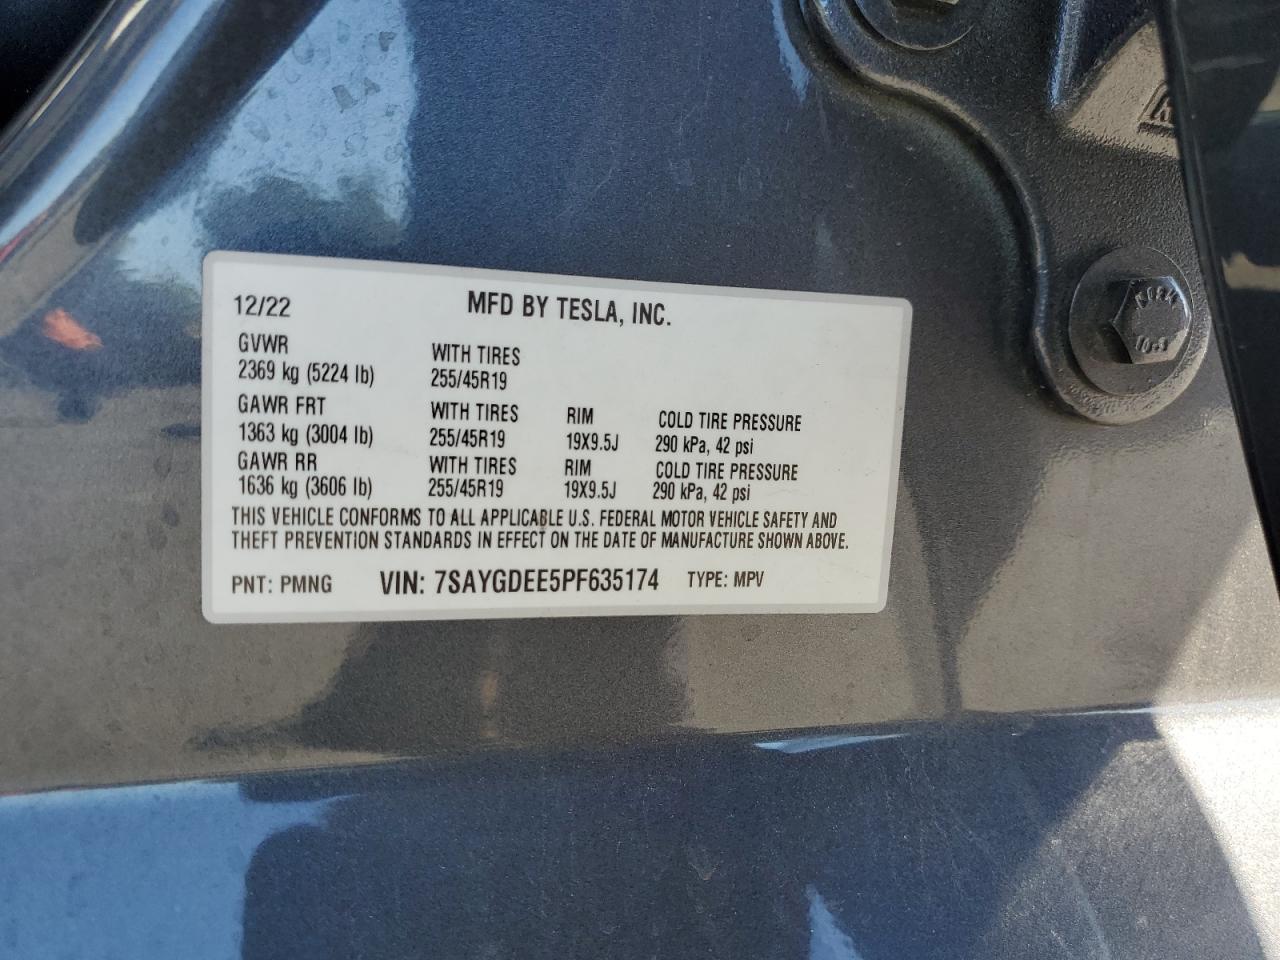 12/22 MFD BY TESLA, INC.
GVWR WITH TIRES
2369 kg (5224 lb) 255/45R19
GAWR FRT WITH TIRES RIM COLD TIRE PRESSURE
1363 kg (3004 lb) 255/45R19 19X9.5J 290 kPa, 42 psi
GAWR RR WITH TIRES RIM COLD TIRE PRESSURE
1636 kg (3606 lb) 255/45R19 19X9.5J 290 kPa, 42 psi
THIS VEHICLE CONFORMS TO ALL APPLICABLE U.S. FEDERAL MOTOR VEHICLE SAFETY AND
THEFT PREVENTION STANDARDS IN EFFECT ON THE DATE OF MANUFACTURE SHOWN ABOVE.
PNT: PMNG VIN: 7SAYGDEE5PF635174 TYPE: MPV